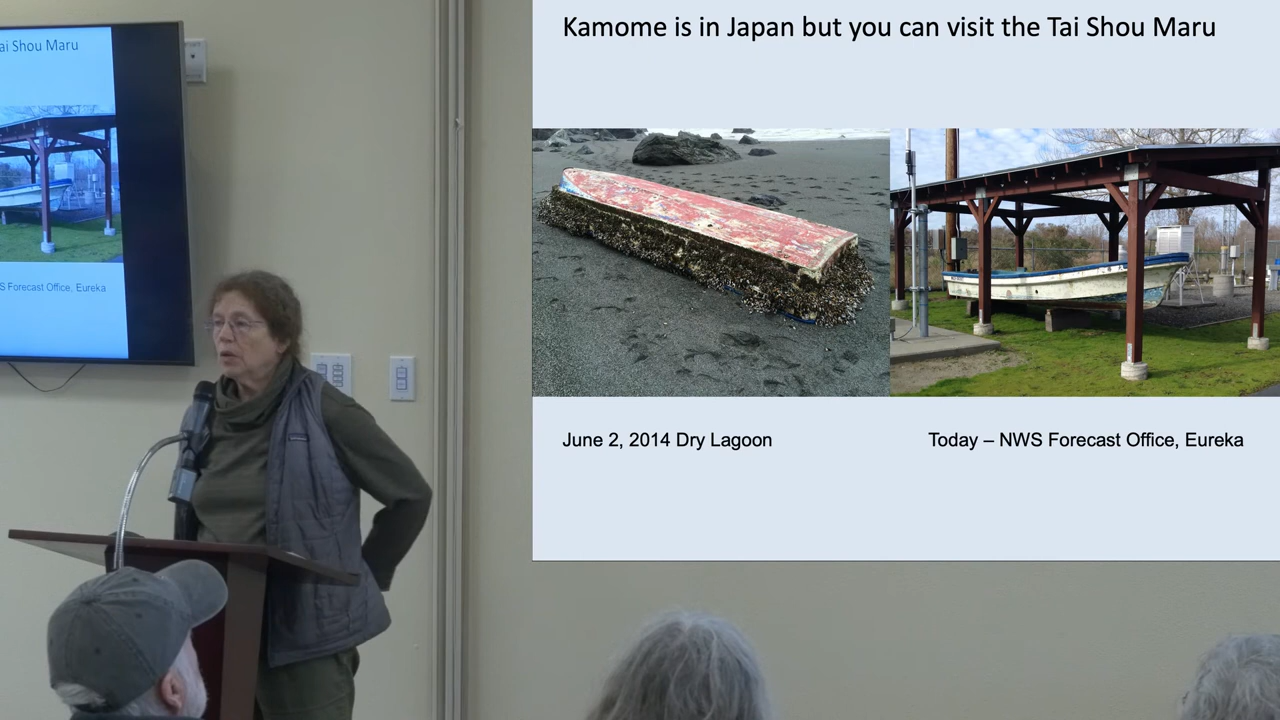 ai Shou Maru
S Forecast Office, Eureka
Kamome is in Japan but you can visit the Tai Shou Maru
June 2, 2014 Dry Lagoon
Today – NWS Forecast Office, Eureka